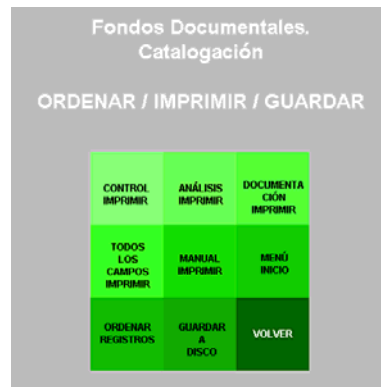 Fondos Documentales.
Catalogación
ORDENAR / IMPRIMIR / GUARDAR
CONTROL
IMPRIMIR
ANÁLISIS
IMPRIMIR
DOCUMENTA
CIÓN
IMPRIMIR
TODOS
LOS
CAMPOS
IMPRIMIR
MANUAL
IMPRIMIR
MENÚ
INICIO
ORDENAR
REGISTROS
GUARDAR
A
DISCO
VOLVER